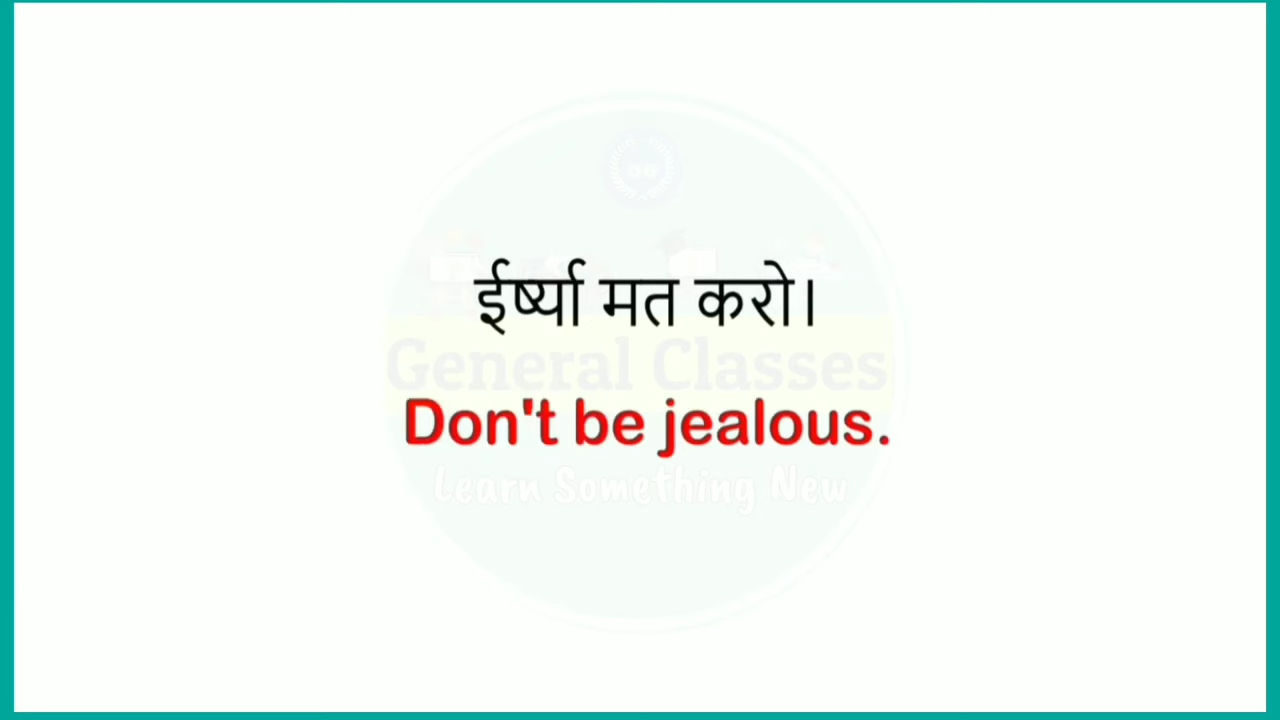 ईर्ष्या मत करो।
General Classes
Don't be jealous.
Learn Something New